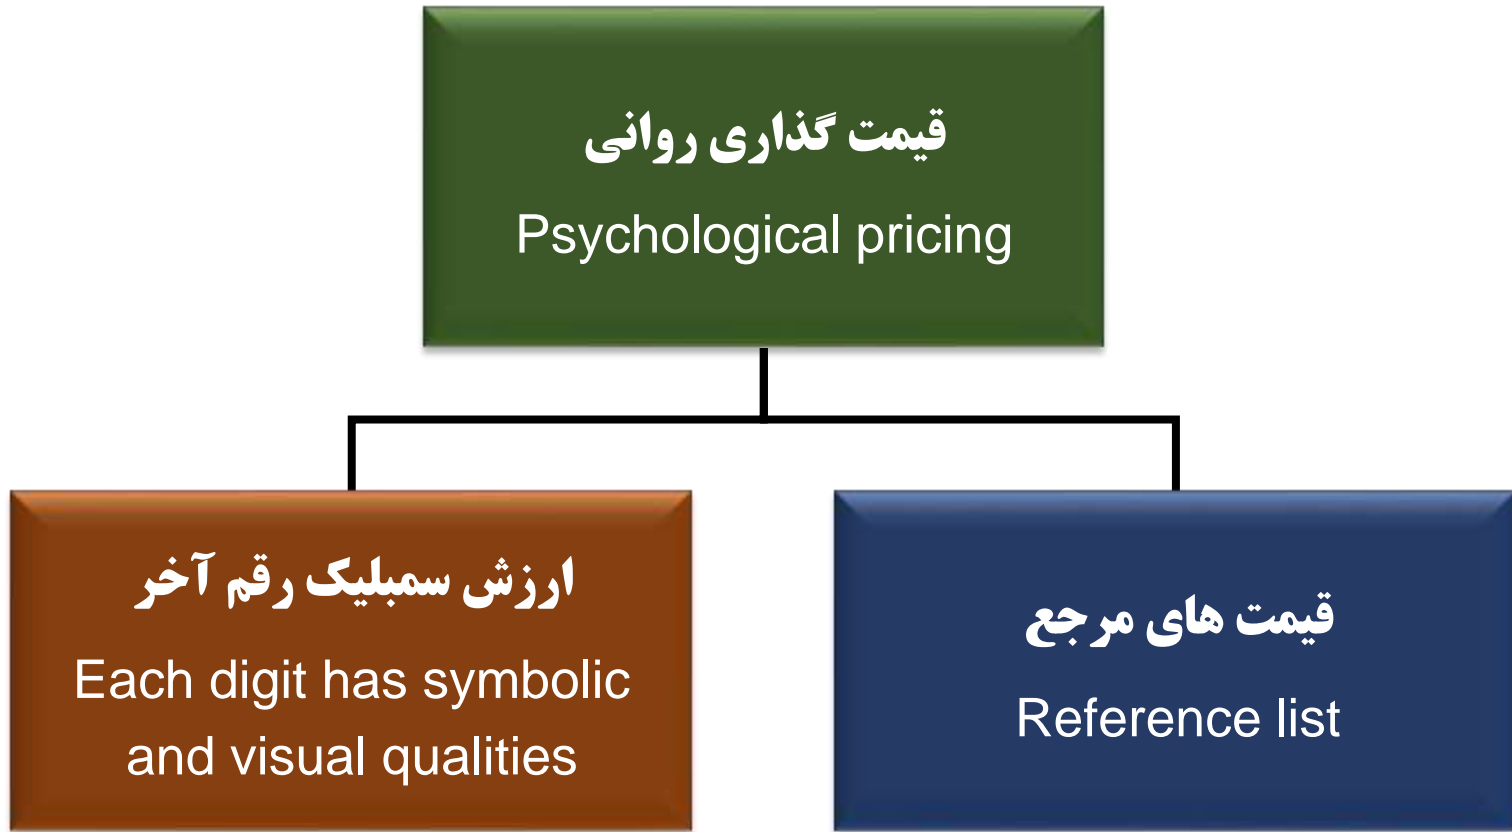 قیمت گذاری روانی
Psychological pricing
ارزش سمبلیک رقم آخر
Each digit has symbolic
and visual qualities
قیمت های مرجع
Reference list